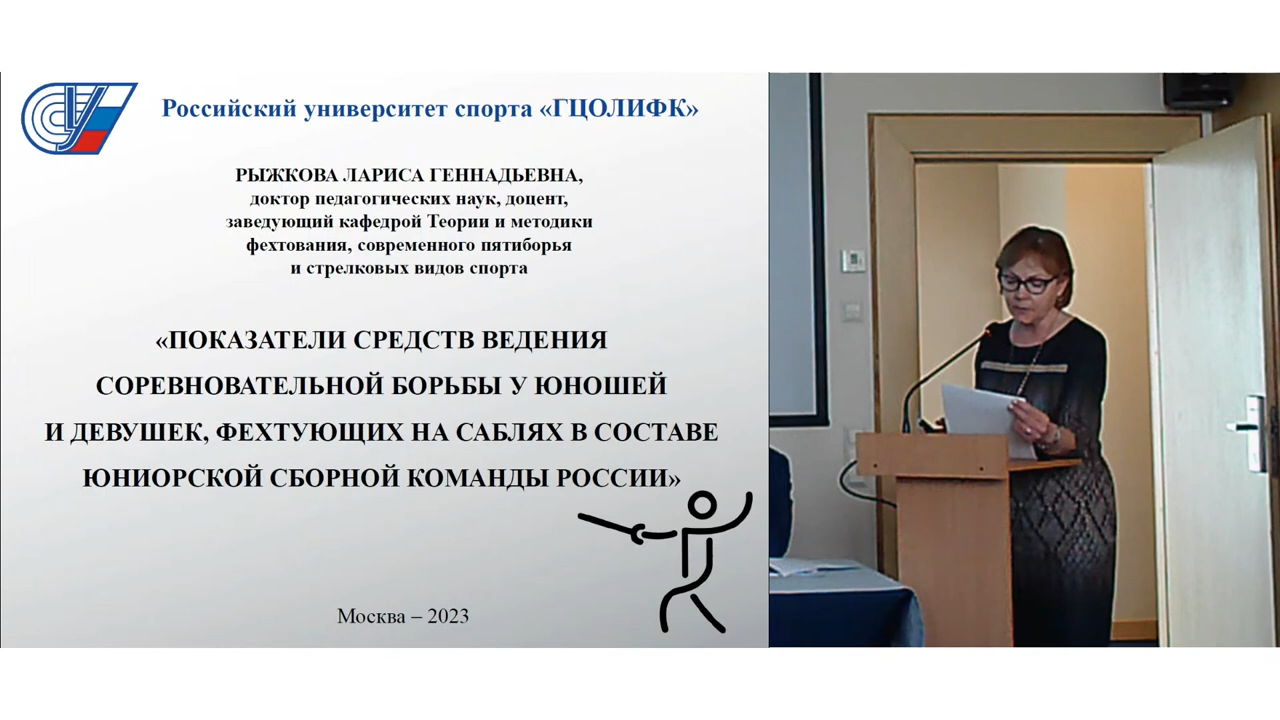 Российский университет спорта «ГЦОЛИФК»
РЫЖКОВА ЛАРИСА ГЕННАДЬЕВНА,
доктор педагогических наук, доцент,
заведующий кафедрой Теории и методики
фехтования, современного пятиборья
и стрелковых видов спорта
«ПОКАЗАТЕЛИ СРЕДСТВ ВЕДЕНИЯ
СОРЕВНОВАТЕЛЬНОЙ БОРЬБЫ У ЮНОШЕЙ
И ДЕВУШЕК, ФЕХТУЮЩИХ НА САБЛЯХ В СОСТАВЕ
ЮНИОРСКОЙ СБОРНОЙ КОМАНДЫ РОССИИ»
Москва – 2023